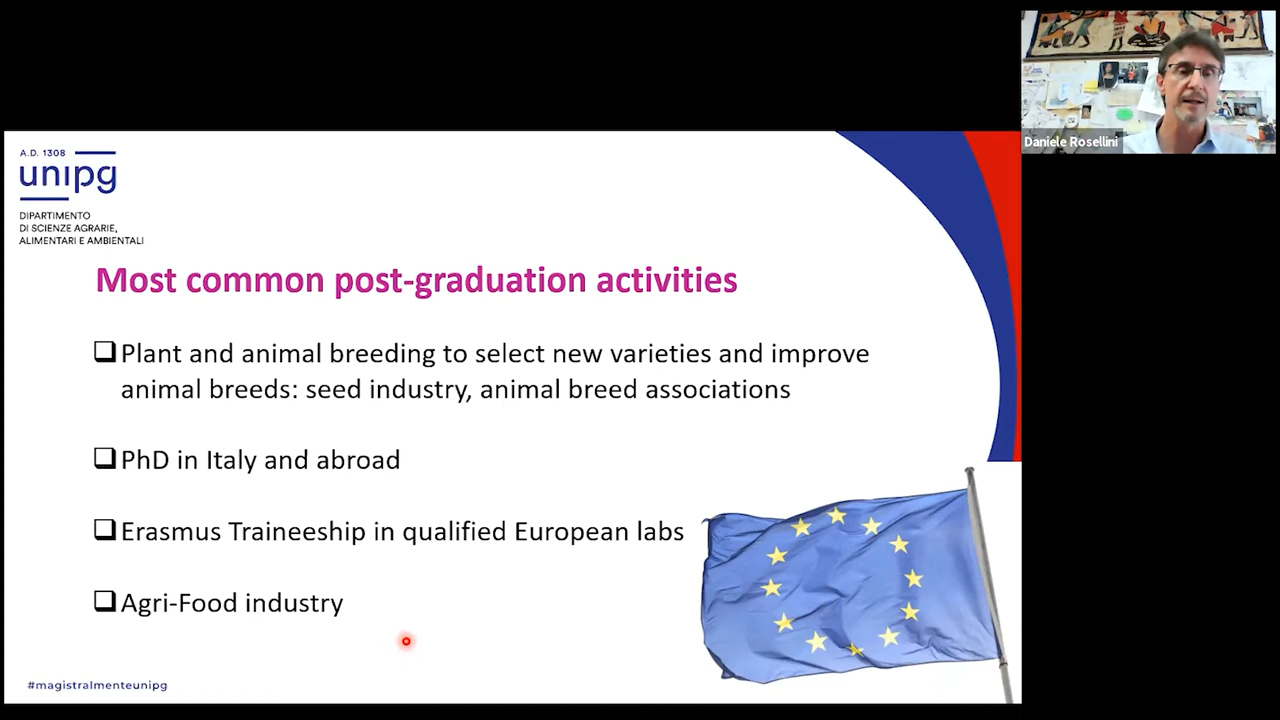 Daniele Rosellini
A.D. 1308
unipg
DIPARTIMENTO
DI SCIENZE AGRARIE,
ALIMENTARI E AMBIENTALI
Most common post-graduation activities
Plant and animal breeding to select new varieties and improve
animal breeds: seed industry, animal breed associations
PhD in Italy and abroad
Erasmus Traineeship in qualified European labs
Agri-Food industry
#magistralmenteunipg